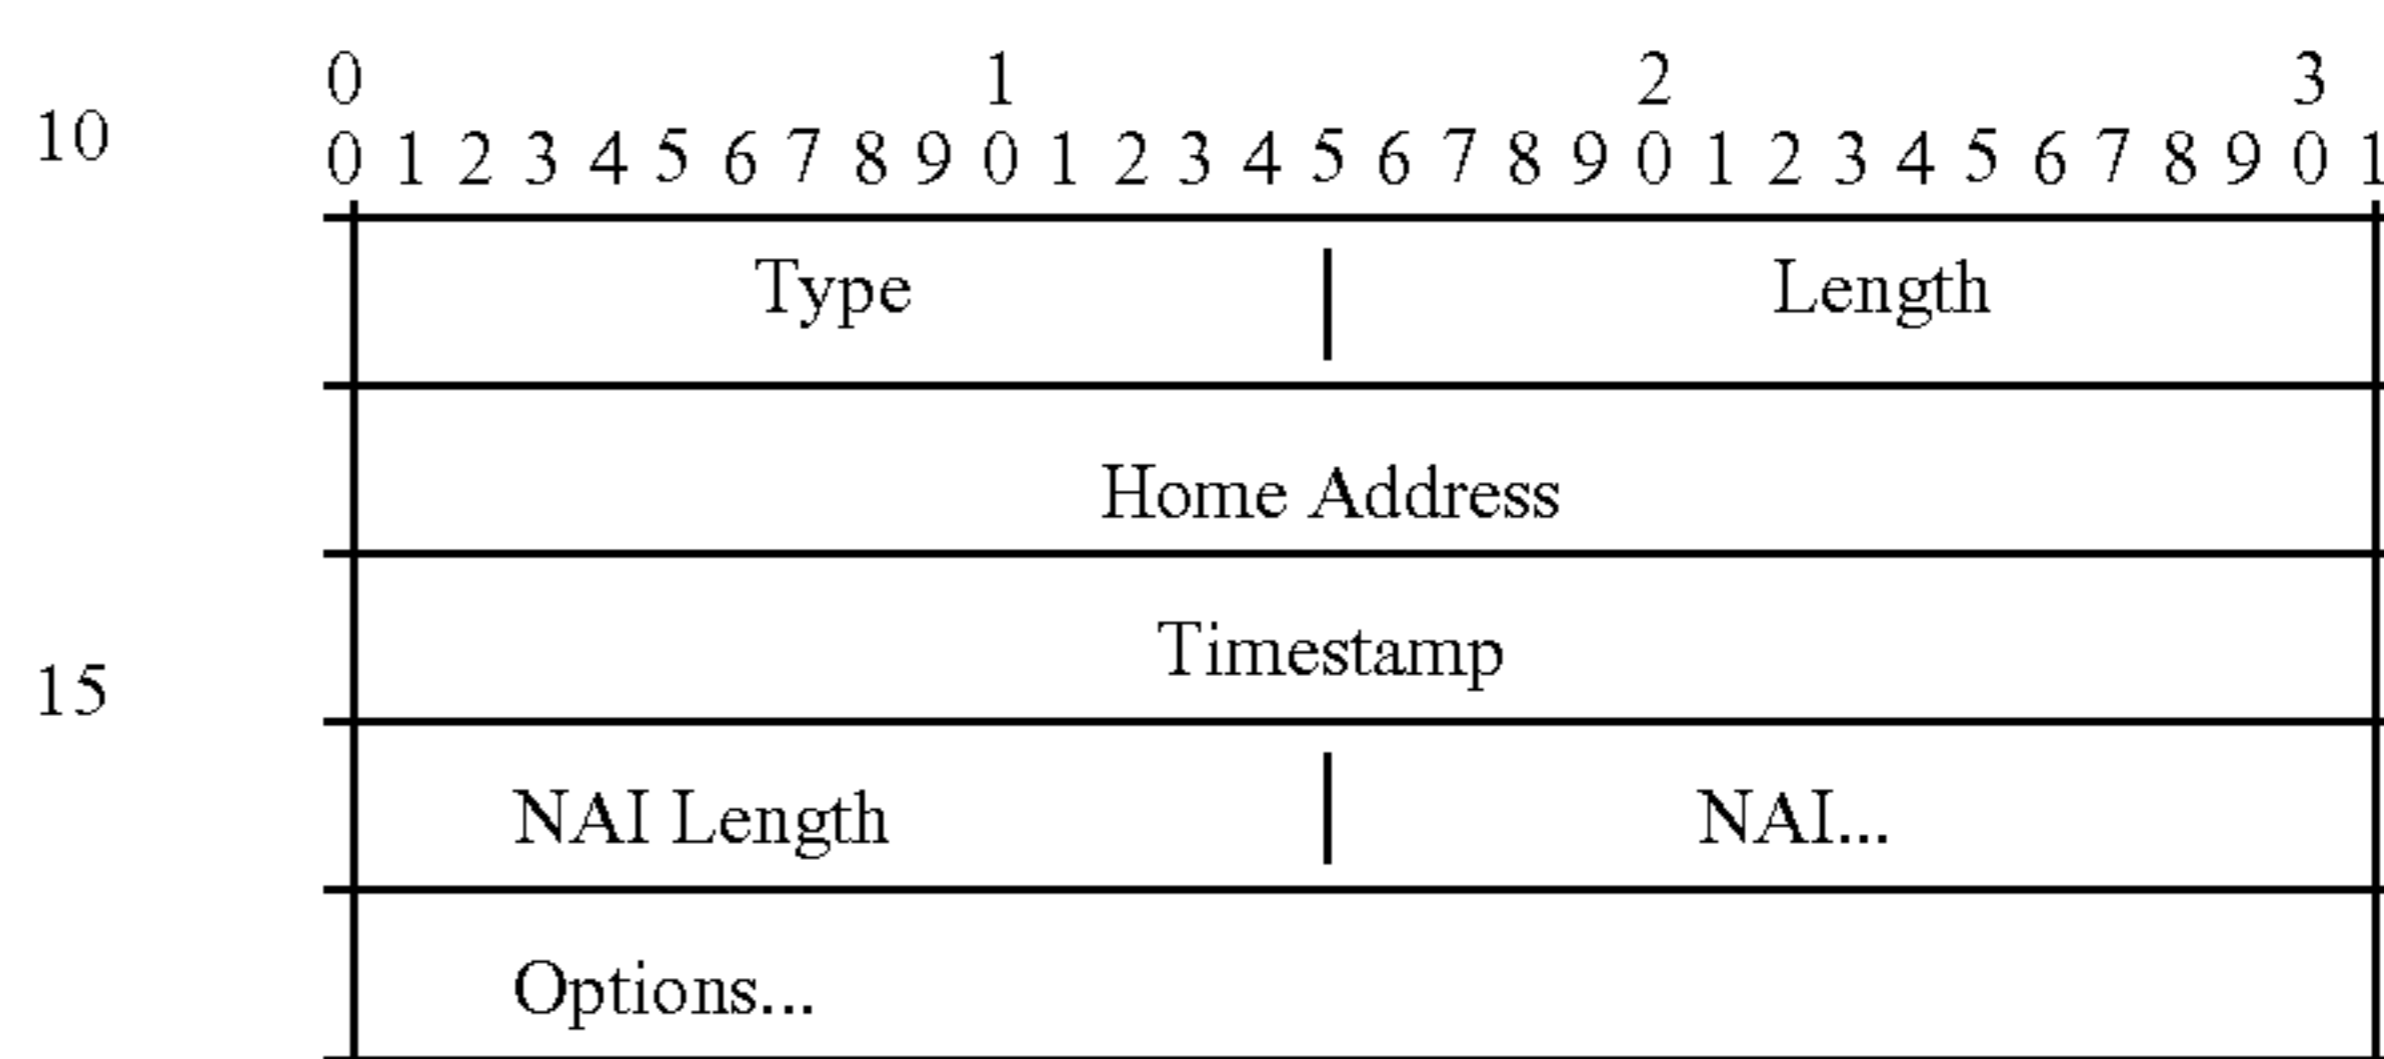 0 1 2 3
10
0 1 2 3 4 5 6 7 8 9 0 1 2 3 4 5 6 7 8 9 0 1 2 3 4 5 6 7 8 9 0 1
Type | Length
Home Address
Timestamp
15
NAI Length | NAI...
Options...